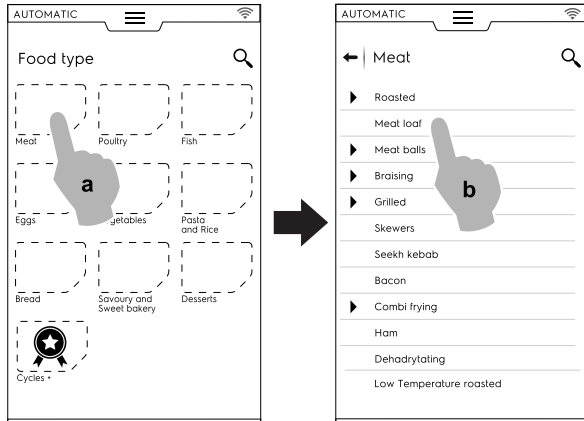 AUTOMATIC
Food type
Meat
Poultry
Fish
a
Eggs
getables
Pasta
and Rice
Bread
Savoury and
Sweet bakery
Desserts
Cycles +
AUTOMATIC
Meat
Roasted
Meat loaf
Meat balls
Braising
b
Grilled
Skewers
Seekh kebab
Bacon
Combi frying
Ham
Dehadrytating
Low Temperature roasted